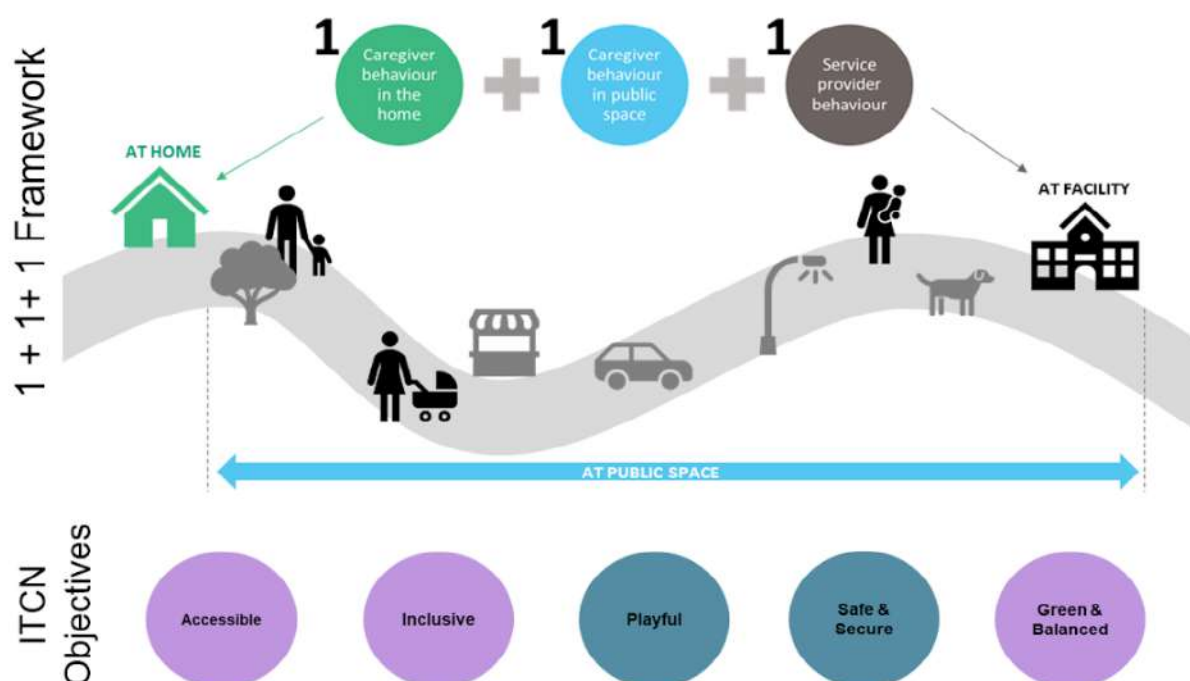 1 + 1+ 1 Framework
1
Caregiver
behaviour
in the
home
1
Caregiver
behaviour
in public
space
1
Service
provider
behaviour
AT HOME
AT FACILITY
AT PUBLIC SPACE
ITCN
Objectives
Accessible
Inclusive
Playful
Safe &
Secure
Green &
Balanced